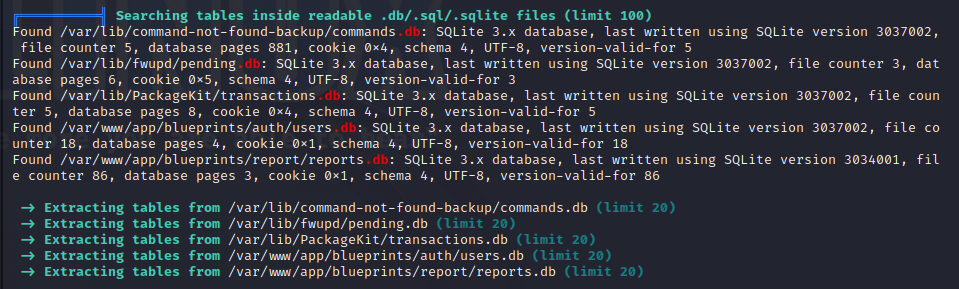 ╔══════════╣ Searching tables inside readable .db/.sql/.sqlite files (limit 100)
Found /var/lib/command-not-found-backup/commands.db: SQLite 3.x database, last written using SQLite version 3037002,
 file counter 5, database pages 881, cookie 0×4, schema 4, UTF-8, version-valid-for 5
Found /var/lib/fwupd/pending.db: SQLite 3.x database, last written using SQLite version 3037002, file counter 3, dat
abase pages 6, cookie 0×5, schema 4, UTF-8, version-valid-for 3
Found /var/lib/PackageKit/transactions.db: SQLite 3.x database, last written using SQLite version 3037002, file coun
ter 5, database pages 8, cookie 0×4, schema 4, UTF-8, version-valid-for 5
Found /var/www/app/blueprints/auth/users.db: SQLite 3.x database, last written using SQLite version 3037002, file co
unter 18, database pages 4, cookie 0×1, schema 4, UTF-8, version-valid-for 18
Found /var/www/app/blueprints/report/reports.db: SQLite 3.x database, last written using SQLite version 3034001, fil
e counter 86, database pages 3, cookie 0×1, schema 4, UTF-8, version-valid-for 86
→ Extracting tables from /var/lib/command-not-found-backup/commands.db (limit 20)
→ Extracting tables from /var/lib/fwupd/pending.db (limit 20)
→ Extracting tables from /var/lib/PackageKit/transactions.db (limit 20)
→ Extracting tables from /var/www/app/blueprints/auth/users.db (limit 20)
→ Extracting tables from /var/www/app/blueprints/report/reports.db (limit 20)